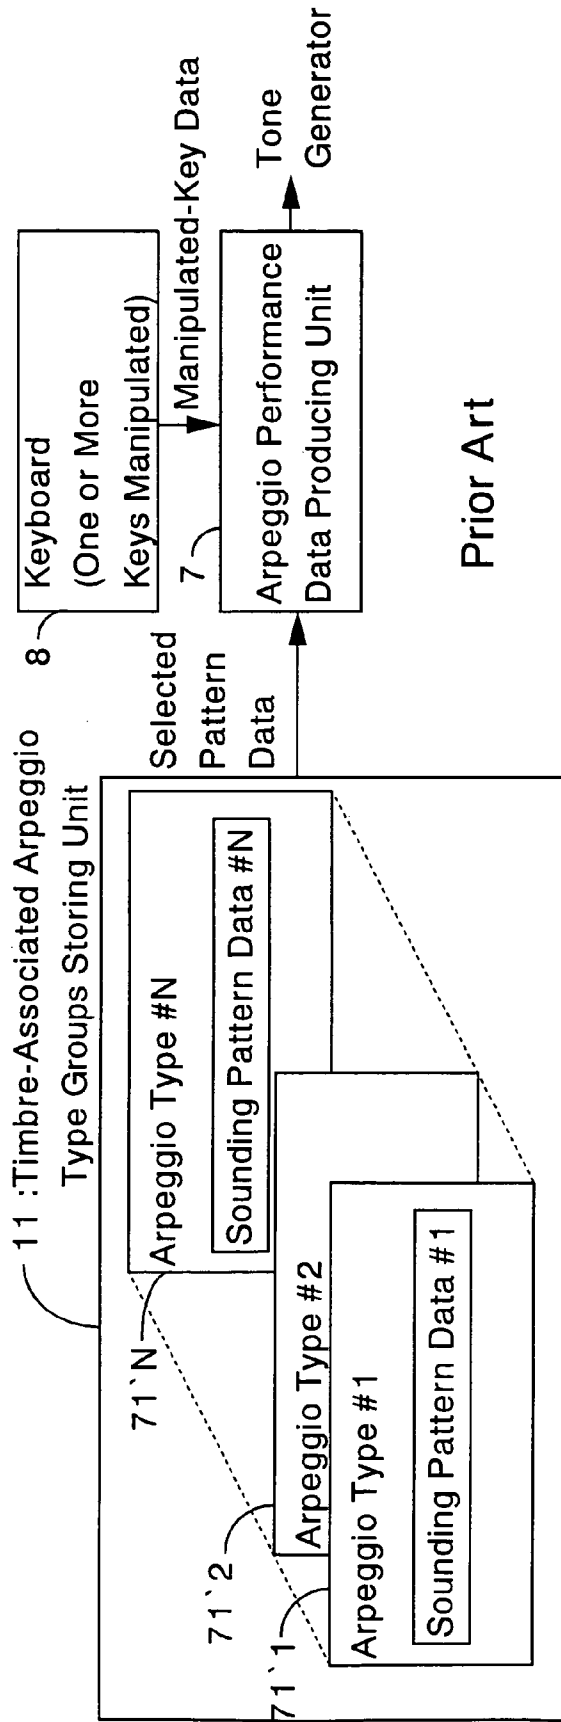 11 :Timbre-Associated Arpeggio
Type Groups Storing Unit
71`N
Arpeggio Type #N
Sounding Pattern Data #N
71`2
Arpeggio Type #2
71`1
Arpeggio Type #1
Sounding Pattern Data #1
Selected
Pattern
Data
8
Keyboard
(One or More
Keys Manipulated)
Manipulated-Key Data
7
Arpeggio Performance
Data Producing Unit
Tone
Generator
Prior Art